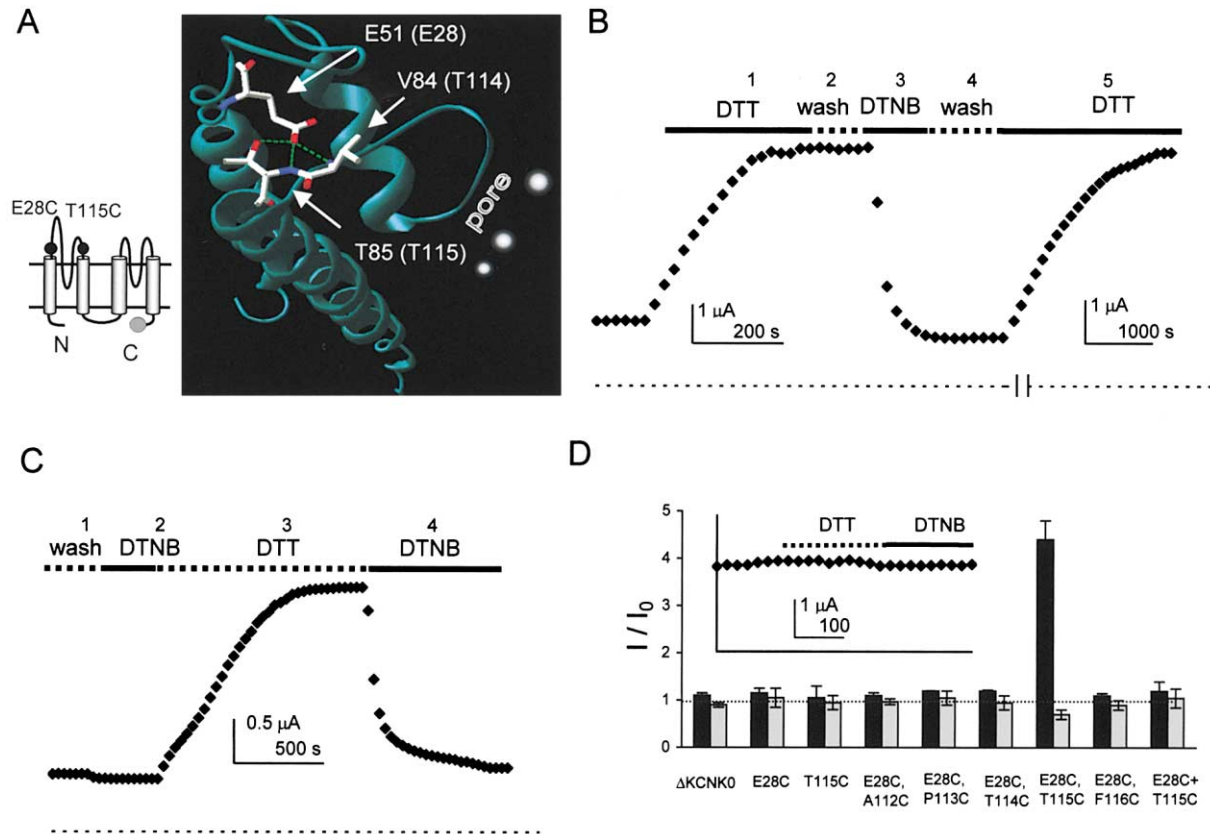 A
E51 (E28)
V84 (T114)
pore
T85 (T115)
E28C T115C
N C
B
1 2 3 4 5
DTT wash DTNB wash DTT
1 µA
200 s
1 µA
1000 s
C
1 2 3 4
wash DTNB DTT DTNB
0.5 µA
500 s
D
I / I0
5
4
3
2
1
0
DTT DTNB
1 µA
100
ΔKCNK0 E28C T115C E28C, E28C, E28C, E28C, E28C, E28C+
A112C P113C T114C T115C F116C T115C